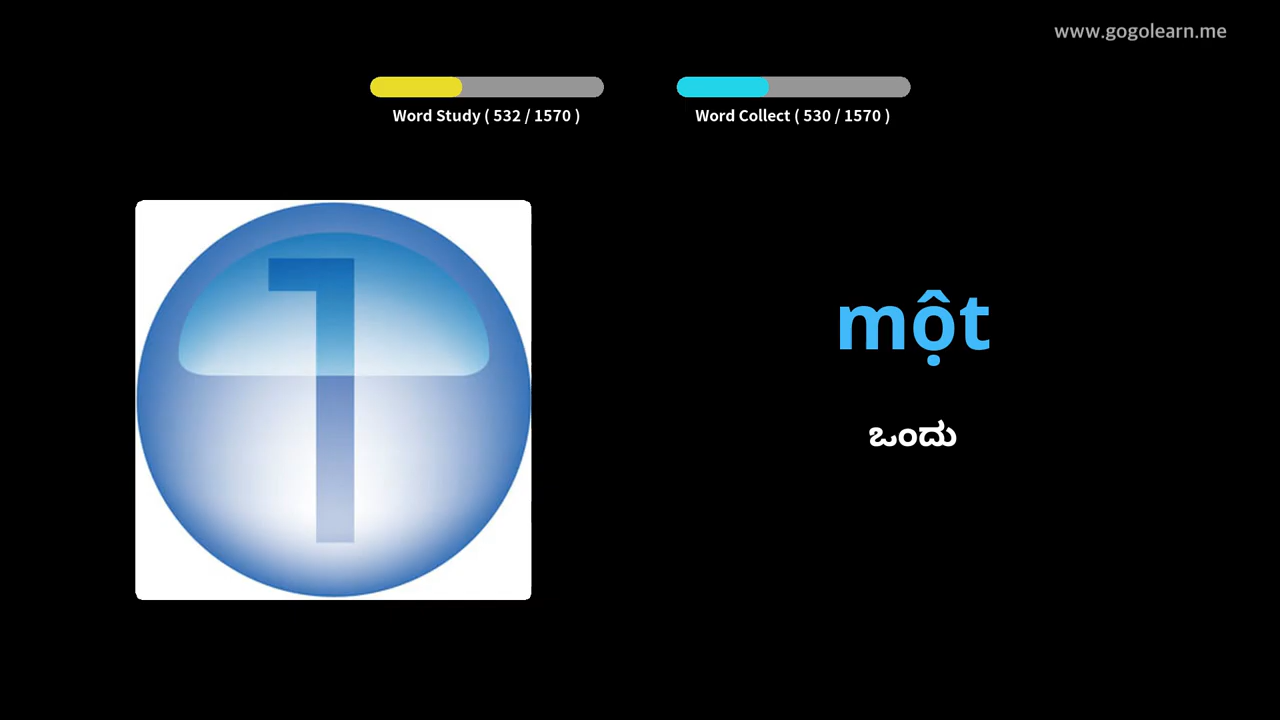 www.gogolearn.me
Word Study ( 532 / 1570 )
Word Collect ( 530 / 1570 )
1
một
ಒಂದು